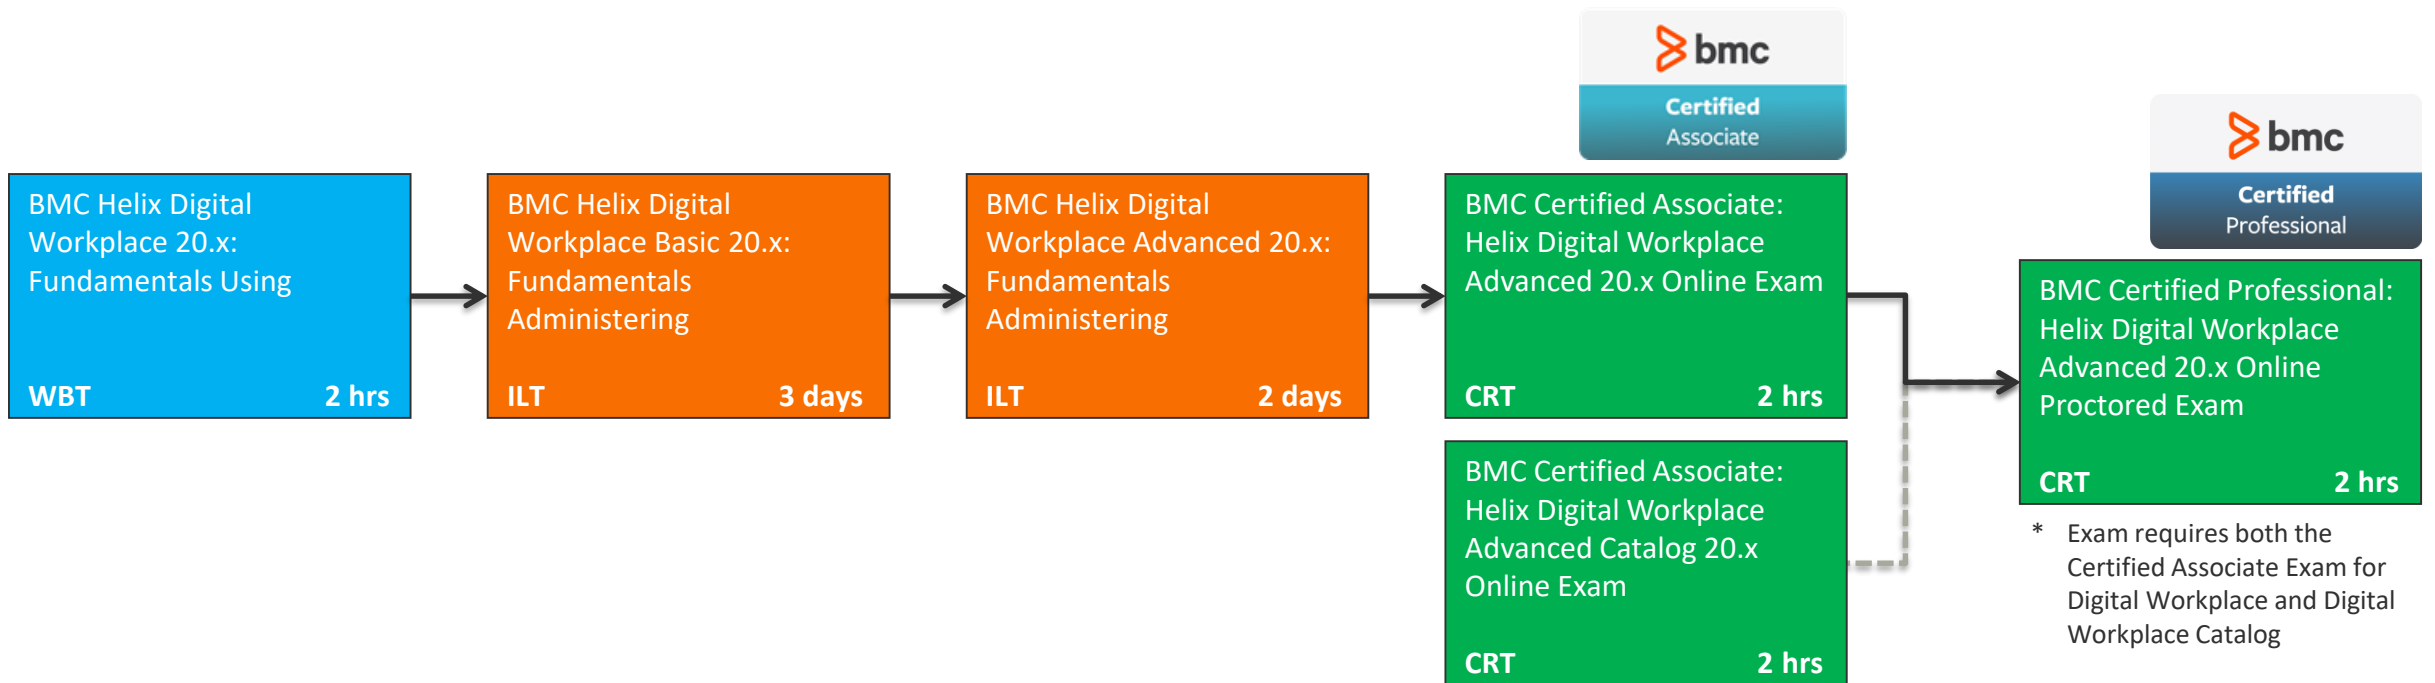 bmc
Certified
Associate
bmc
Certified
Professional
BMC Helix Digital
Workplace 20.x:
Fundamentals Using
WBT 2 hrs
BMC Helix Digital
Workplace Basic 20.x:
Fundamentals
Administering
ILT 3 days
BMC Helix Digital
Workplace Advanced 20.x:
Fundamentals
Administering
ILT 2 days
BMC Certified Associate:
Helix Digital Workplace
Advanced 20.x Online Exam
CRT 2 hrs
BMC Certified Associate:
Helix Digital Workplace
Advanced Catalog 20.x
Online Exam
CRT 2 hrs
BMC Certified Professional:
Helix Digital Workplace
Advanced 20.x Online
Proctored Exam
CRT 2 hrs
* Exam requires both the
Certified Associate Exam for
Digital Workplace and Digital
Workplace Catalog